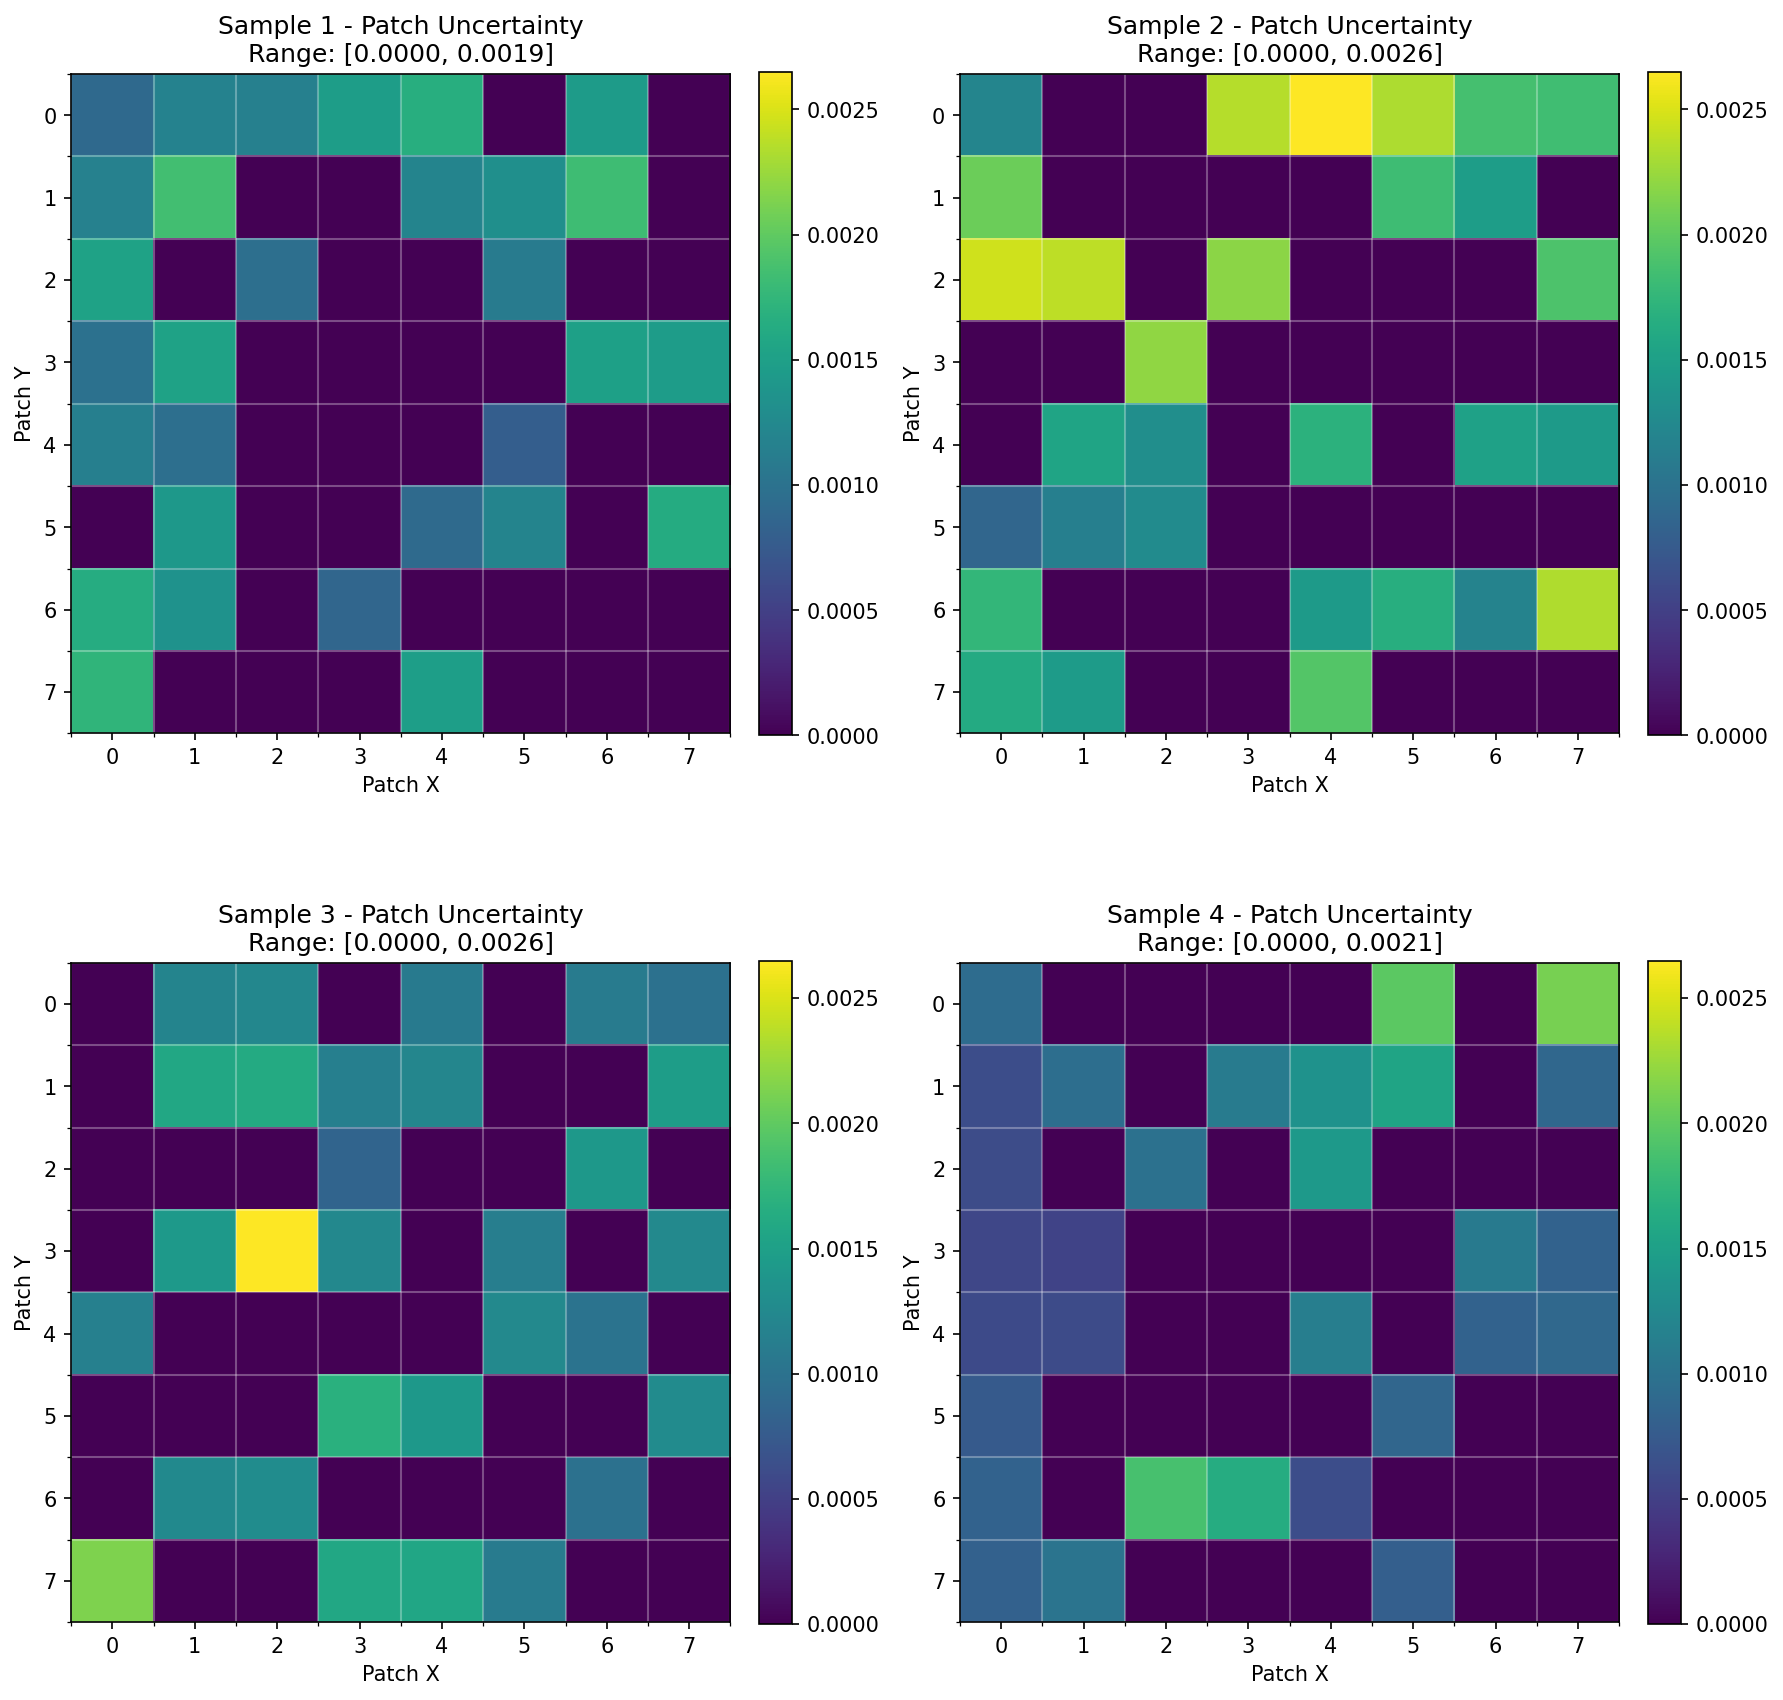 Sample 1 - Patch Uncertainty
Range: [0.0000, 0.0019]
Patch Y
0
1
2
3
4
5
6
7
0 1 2 3 4 5 6 7
Patch X
0.0025
0.0020
0.0015
0.0010
0.0005
0.0000
Sample 2 - Patch Uncertainty
Range: [0.0000, 0.0026]
Patch Y
0
1
2
3
4
5
6
7
0 1 2 3 4 5 6 7
Patch X
0.0025
0.0020
0.0015
0.0010
0.0005
0.0000
Sample 3 - Patch Uncertainty
Range: [0.0000, 0.0026]
Patch Y
0
1
2
3
4
5
6
7
0 1 2 3 4 5 6 7
Patch X
0.0025
0.0020
0.0015
0.0010
0.0005
0.0000
Sample 4 - Patch Uncertainty
Range: [0.0000, 0.0021]
Patch Y
0
1
2
3
4
5
6
7
0 1 2 3 4 5 6 7
Patch X
0.0025
0.0020
0.0015
0.0010
0.0005
0.0000